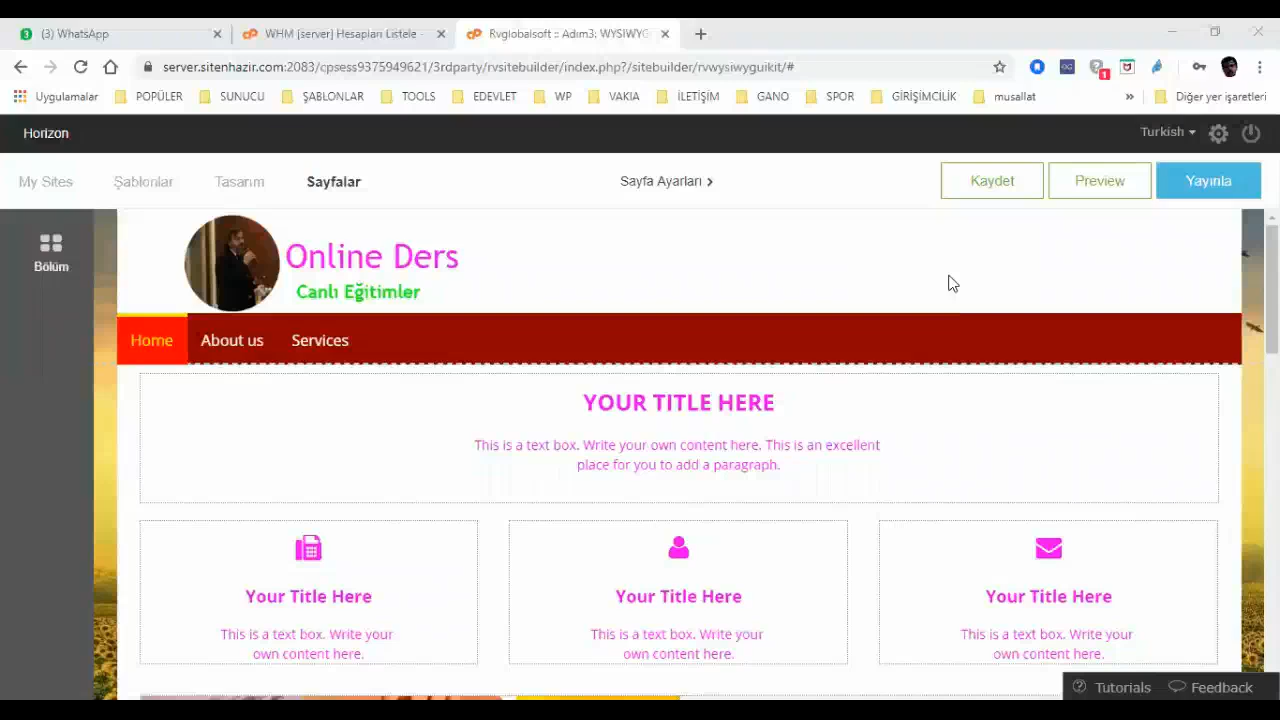 (3) WhatsApp
WHM [server] Hesapları Listele -
Rvglobalsoft :: Adım3: WYSIWYG
server.sitenhazir.com:2083/cpsess9375949621/3rdparty/rvsitebuilder/index.php?/sitebuilder/rvwysiwyguikit/#
1
Uygulamalar POPÜLER SUNUCU ŞABLONLAR TOOLS EDEVLET WP VAKIA İLETİŞİM GANO SPOR GİRİŞİMCİLİK musallat » Diğer yer işaretleri
Horizon Turkish
My Sites Şablonlar Tasarım Sayfalar Sayfa Ayarları Kaydet Preview Yayınla
Bölüm
Online Ders
Canlı Eğitimler
Home About us Services
YOUR TITLE HERE
This is a text box. Write your own content here. This is an excellent
place for you to add a paragraph.
Your Title Here
This is a text box. Write your
own content here.
Your Title Here
This is a text box. Write your
own content here.
Your Title Here
This is a text box. Write your
own content here.
Tutorials Feedback